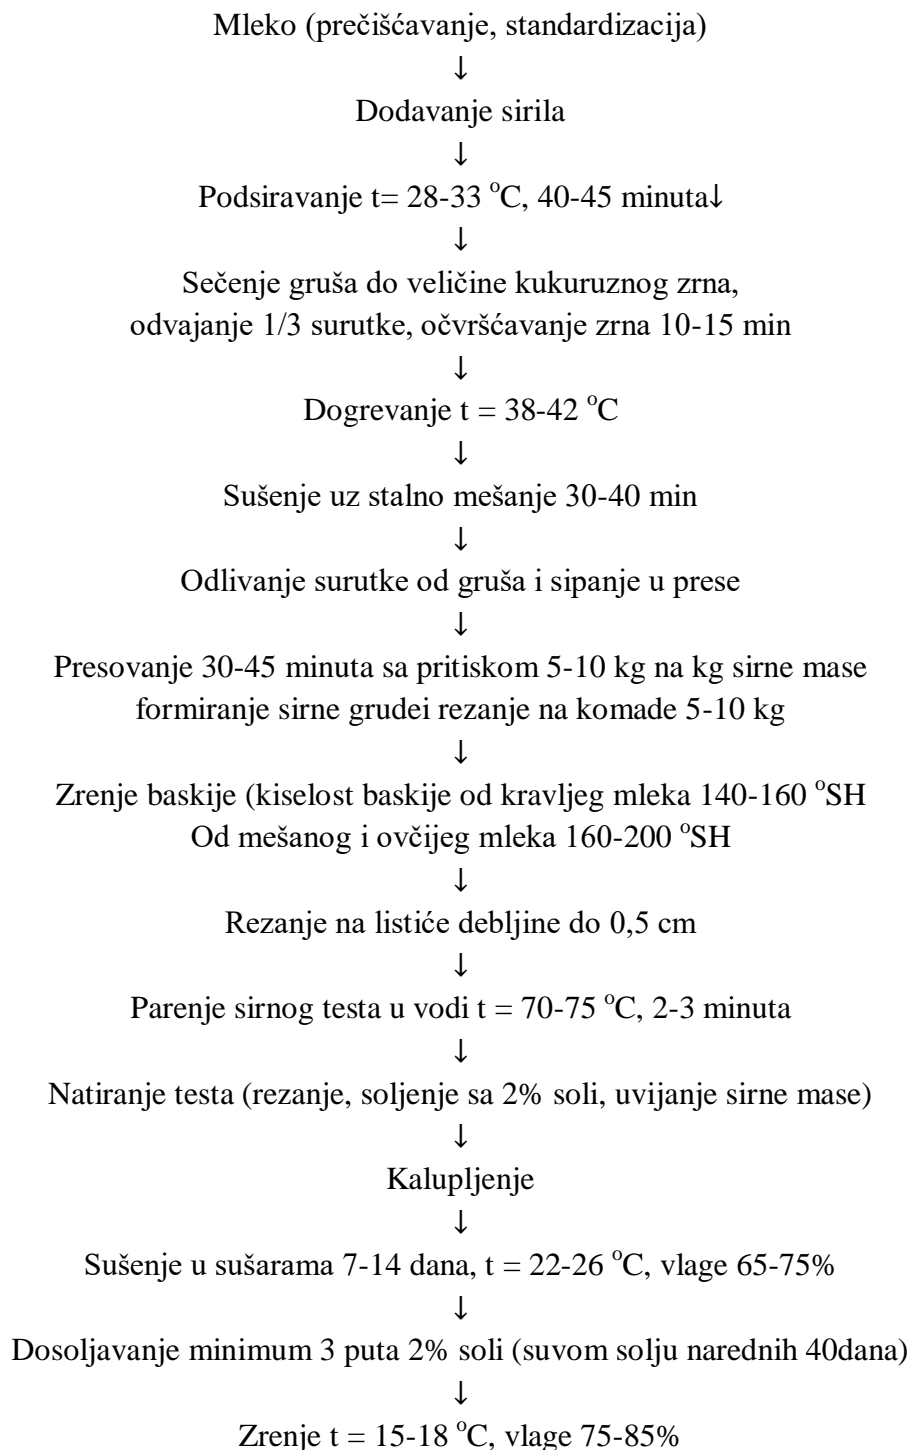 Mleko (prečišćavanje, standardizacija)
↓
Dodavanje sirila
↓
Podsiravanje t= 28-33 °C, 40-45 minuta↓
↓
Sečenje gruša do veličine kukuruznog zrna,
odvajanje 1/3 surutke, očvršćavanje zrna 10-15 min
↓
Dogrevanje t = 38-42 °C
↓
Sušenje uz stalno mešanje 30-40 min
↓
Odlivanje surutke od gruša i sipanje u prese
↓
Presovanje 30-45 minuta sa pritiskom 5-10 kg na kg sirne mase
formiranje sirne grudei rezanje na komade 5-10 kg
↓
Zrenje baskije (kiselost baskije od kravljeg mleka 140-160 °SH
Od mešanog i ovčijeg mleka 160-200 °SH
↓
Rezanje na listiće debljine do 0,5 cm
↓
Parenje sirnog testa u vodi t = 70-75 °C, 2-3 minuta
↓
Natiranje testa (rezanje, soljenje sa 2% soli, uvijanje sirne mase)
↓
Kalupljenje
↓
Sušenje u sušarama 7-14 dana, t = 22-26 °C, vlage 65-75%
↓
Dosoljavanje minimum 3 puta 2% soli (suvom solju narednih 40dana)
↓
Zrenje t = 15-18 °C, vlage 75-85%